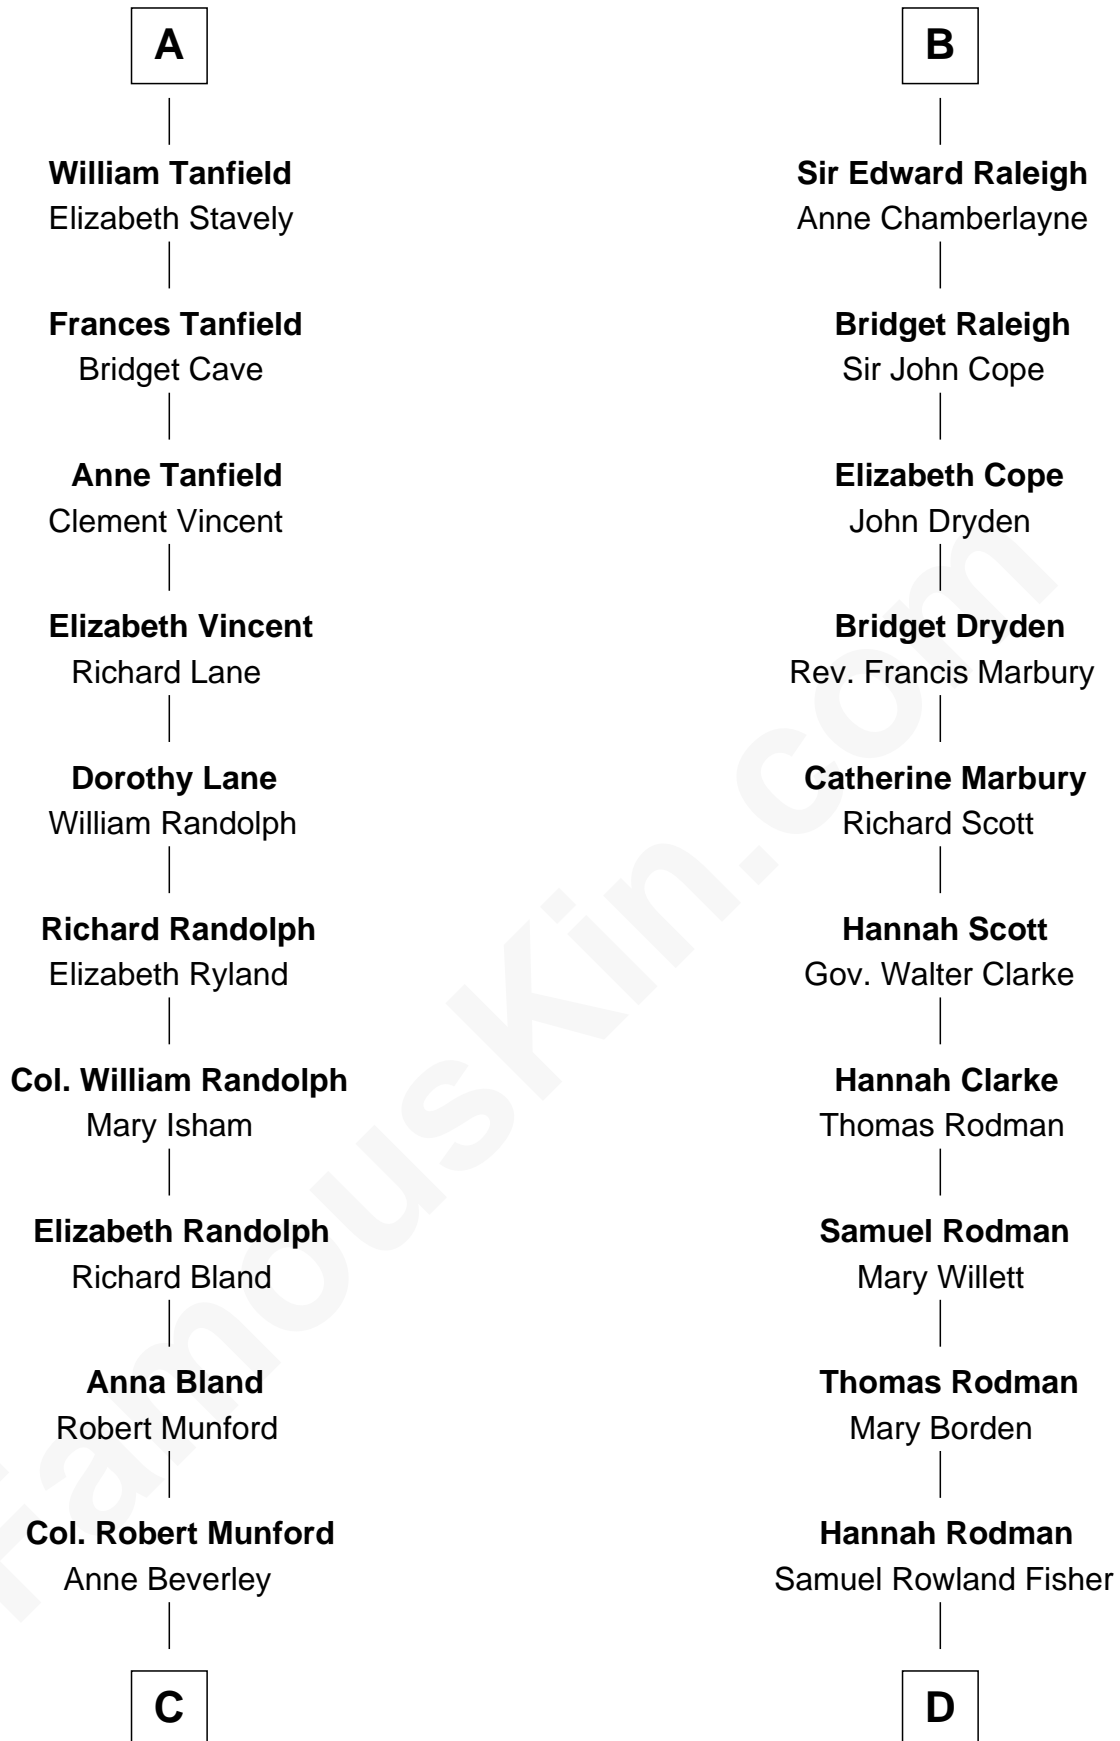 A
William Tanfield
Elizabeth Stavely
Frances Tanfield
Bridget Cave
Anne Tanfield
Clement Vincent
Elizabeth Vincent
Richard Lane
Dorothy Lane
William Randolph
Richard Randolph
Elizabeth Ryland
Col. William Randolph
Mary Isham
Elizabeth Randolph
Richard Bland
Anna Bland
Robert Munford
Col. Robert Munford
Anne Beverley
C
B
Sir Edward Raleigh
Anne Chamberlayne
Bridget Raleigh
Sir John Cope
Elizabeth Cope
John Dryden
Bridget Dryden
Rev. Francis Marbury
Catherine Marbury
Richard Scott
Hannah Scott
Gov. Walter Clarke
Hannah Clarke
Thomas Rodman
Samuel Rodman
Mary Willett
Thomas Rodman
Mary Borden
Hannah Rodman
Samuel Rowland Fisher
D
FamousKin.com